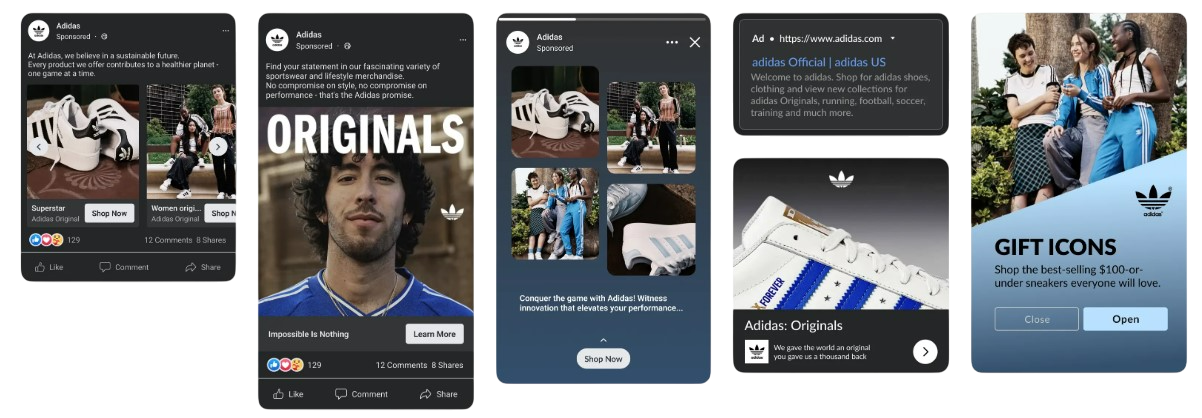 Adidas
Sponsored ·
At Adidas, we believe in a sustainable future.
Every product we offer contributes to a healthier planet -
one game at a time.
Superstar
Adidas Original
Shop Now
Women origi...
Adidas Original
Shop N
129
12 Comments 8 Shares
Like
Comment
Share
Adidas
Sponsored ·
Find your statement in our fascinating variety of
sportswear and lifestyle merchandise.
No compromise on style, no compromise on
performance - that's the Adidas promise.
ORIGINALS
Impossible Is Nothing
Learn More
129
12 Comments 8 Shares
Like
Comment
Share
Adidas
Sponsored
Conquer the game with Adidas! Witness
innovation that elevates your performance...
Shop Now
Ad • https://www.adidas.com
adidas Official | adidas US
Welcome to adidas. Shop for adidas shoes,
clothing and view new collections for
adidas Originals, running, football, soccer,
training and much more.
FOREVER
Adidas: Originals
We gave the world an original
you gave us a thousand back
adidas
GIFT ICONS
Shop the best-selling $100-or-
under sneakers everyone will love.
Close
Open